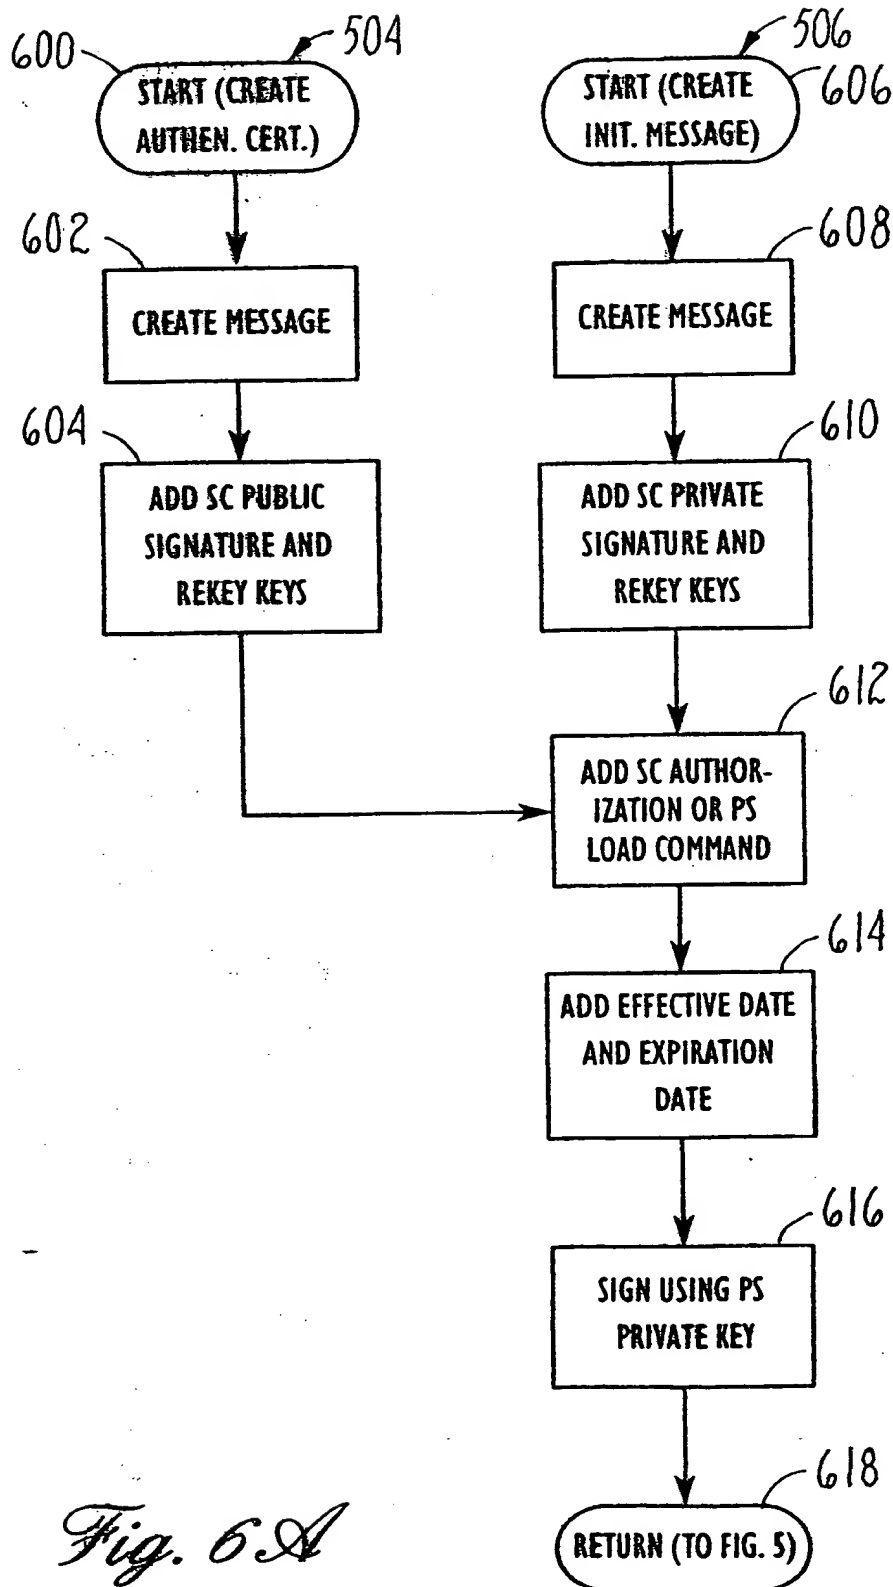 600
504
START (CREATE
AUTHEN. CERT.)
602
CREATE MESSAGE
604
ADD SC PUBLIC
SIGNATURE AND
REKEY KEYS
506
606
START (CREATE
INIT. MESSAGE)
608
CREATE MESSAGE
610
ADD SC PRIVATE
SIGNATURE AND
REKEY KEYS
612
ADD SC AUTHOR-
IZATION OR PS
LOAD COMMAND
614
ADD EFFECTIVE DATE
AND EXPIRATION
DATE
616
SIGN USING PS
PRIVATE KEY
618
RETURN (TO FIG. 5)
Fig. 6A